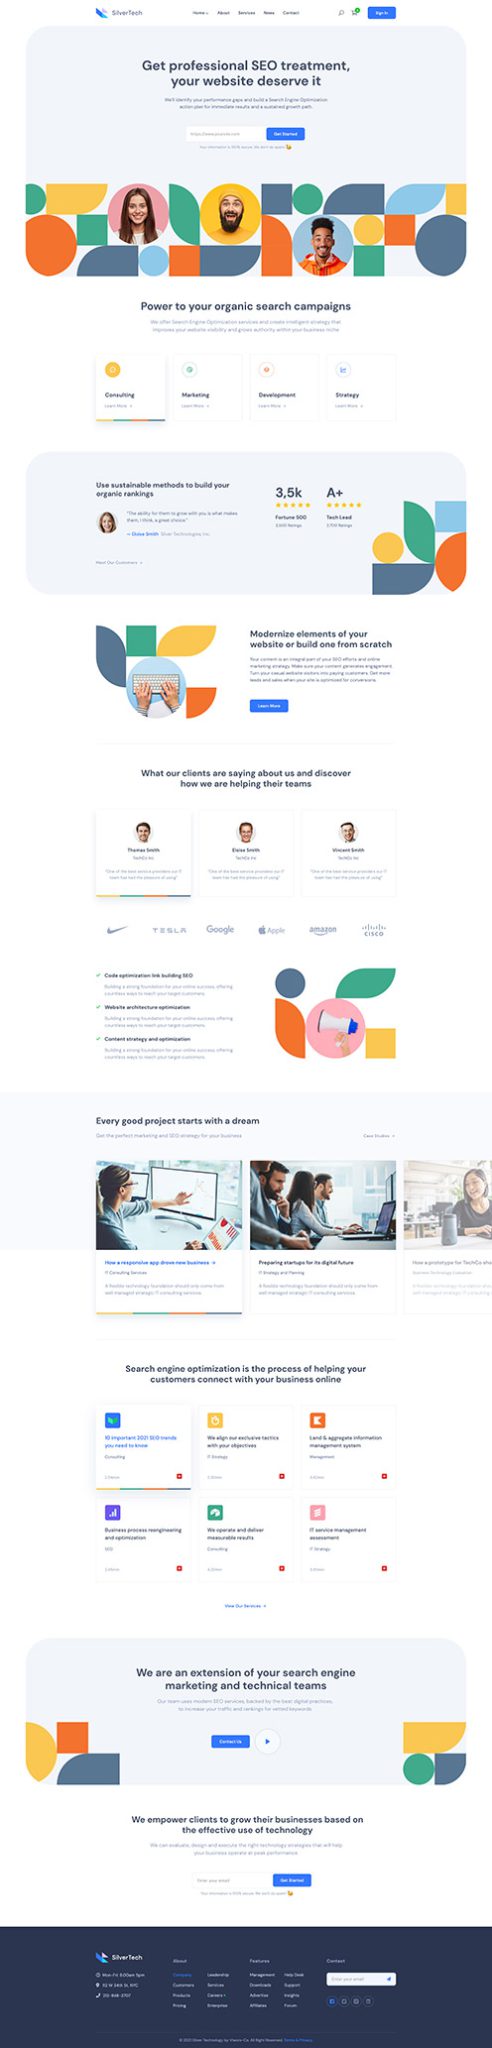 SilverTech
Home
About
Services
News
Contact
Sign In
Get professional SEO treatment,
your website deserve it
We'll identify your performance gaps and build a Search Engine Optimization
action plan for immediate results and a sustained growth path.
Get Started
Your information is 100% secure. We don't do spam
Power to your organic search campaigns
We offer Search Engine Optimization services and create intelligent strategy that
improves your website visibility and grows authority within your business niche
Consulting
Learn More
Marketing
Learn More
Development
Learn More
Strategy
Learn More
Use sustainable methods to build your
organic rankings
"The ability for them to grow with you is what makes
them, I think, a great choice."
Eloise Smith Silver Technologies, Inc.
Meet Our Customers
3,5k
Fortune 500
Ratings
A+
Tech Lead
Ratings
Modernize elements of your
website or build one from scratch
Your content is an integral part of your SEO efforts and online
marketing strategy. Make sure your content generates engagement.
Turn your casual website visitors into paying customers. Get more
leads and sales when your site is optimized for conversions.
Learn More
What our clients are saying about us and discover
how we are helping their teams
Thomas Smith
TechCo Inc
"One of the best service providers our IT
team has had the pleasure of using"
Eloise Smith
TechCo Inc
"One of the best service providers our IT
team has had the pleasure of using"
Vincent Smith
TechCo Inc
"One of the best service providers our IT
team has had the pleasure of using"
TESLA
Google
Apple
amazon
CISCO
Code optimization link building SEO
Building a strong foundation for your online success, offering
countless ways to reach your target customers
Website architecture optimization
Building a strong foundation for your online success, offering
countless ways to reach your target customers
Content strategy and optimization
Building a strong foundation for your online success, offering
countless ways to reach your target customers
Every good project starts with a dream
Get the perfect marketing and SEO strategy for your business
Case Studies
How a responsive app drove new business
IT Consulting Services
A flexible technology foundation should only come from
well managed strategic IT consulting services
Preparing startups for its digital future
IT Strategy and Planning
A flexible technology foundation should only come from
well managed strategic IT consulting services
How a prototype for TechCo sho
Business Technology Evaluation
A flexible technology foundation shou
well managed strategic IT consulting
Search engine optimization is the process of helping your
customers connect with your business online
10 important 2021 SEO trends
you need to know
Consulting
We align our exclusive tactics
with your objectives
IT Strategy
Land & aggregate information
management system
Management
Business process reengineering
and optimization
SEO
We operate and deliver
measurable results
Consulting
IT service management
assessment
IT Strategy
View Our Services
We are an extension of your search engine
marketing and technical teams
Our team uses modern SEO services, backed by the best digital practices,
to increase your traffic and rankings for vetted keywords
Contact Us
We empower clients to grow their businesses based on
the effective use of technology
We can evaluate, design and execute the right technology strategies that will help
your business operate at peak performance
Enter your email
Get Started
Your information is 100% secure. We don't do spam
SilverTech
Mon-Fri: 8:00am 5pm
112 W 34th St, NYC
About
Company
Customers
Products
Pricing
Leadership
Services
Careers
Enterprise
Features
Management
Downloads
Advertise
Affiliates
Help Desk
Support
Insights
Forum
Contact
Enter your email